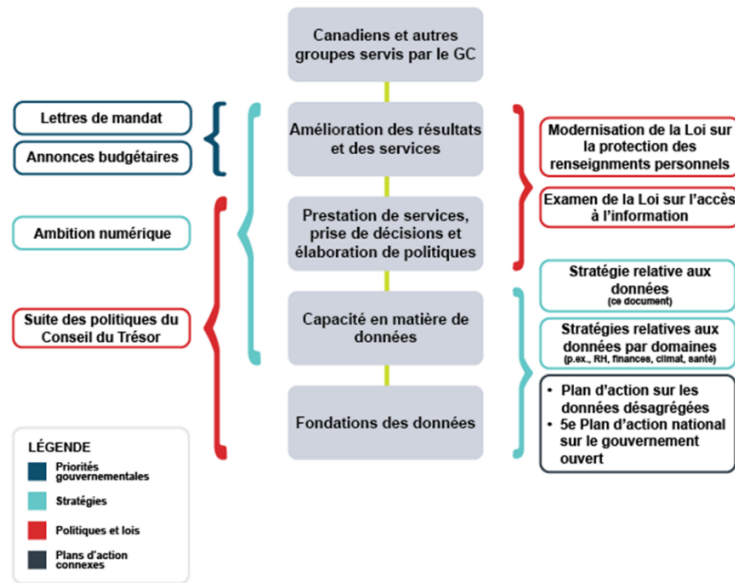 Canadiens et autres
groupes servis par le GC
Lettres de mandat
Annonces budgétaires
Amélioration des résultats
et des services
Modernisation de la Loi sur
la protection des
renseignments personnels
Examen de la Loi sur l'accès
à l'information
Ambition numérique
Prestation de services,
prise de décisions et
élaboration de politiques
Suite des politiques du
Conseil du Trésor
Capacité en matière de
données
Stratégie relative aux
données
(ce document)
Stratégies relatives aux
données par domaines
(p.ex., RH, finances, climat, santé)
• Plan d'action sur les
données désagrégées
• 5e Plan d'action national
sur le gouvernement
ouvert
Fondations des données
LÉGENDE
Priorités
gouvernementales
Stratégies
Politiques et lois
Plans d'action
connexes